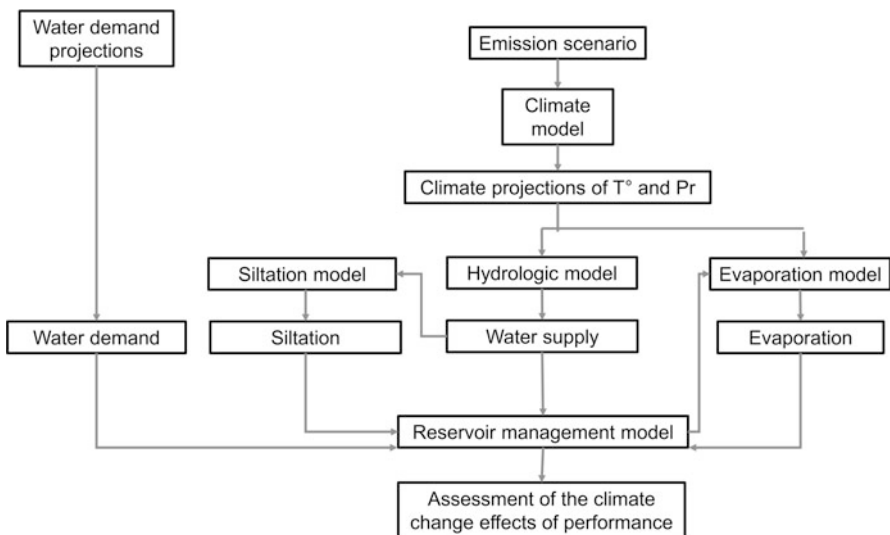 Water demand
projections
Emission scenario
Climate
model
Climate projections of T° and Pr
Siltation model
Hydrologic model
Evaporation model
Water demand
Siltation
Water supply
Evaporation
Reservoir management model
Assessment of the climate
change effects of performance